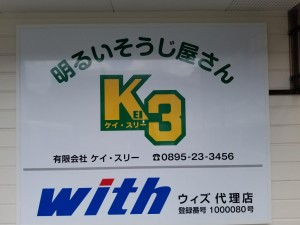 明るいそうじ屋さん
KEI・3
ケイ・スリー
有限会社 ケイ・スリー ☎0895-23-3456
with ウィズ 代理店
登録番号 1000080号